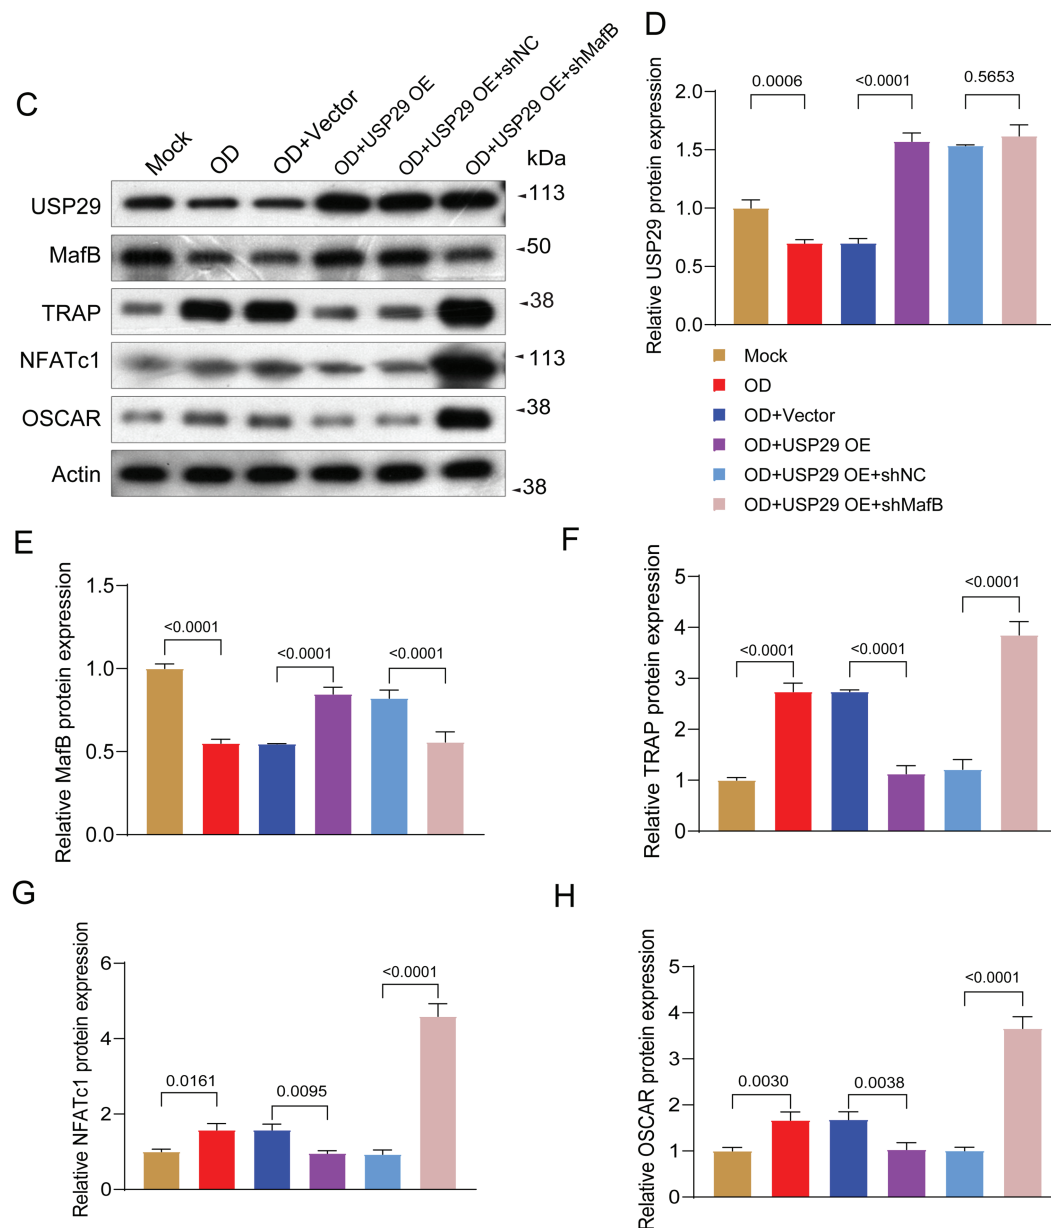 C
Mock
OD
OD+Vector
OD+USP29 OE
OD+USP29 OE+shNC
OD+USP29 OE+shMafB
kDa
USP29
113
MafB
50
TRAP
38
NFATc1
113
OSCAR
38
Actin
38
D
Relative USP29 protein expression
2.0
1.5
1.0
0.5
0.0
0.0006
<0.0001
0.5653
Mock
OD
OD+Vector
OD+USP29 OE
OD+USP29 OE+shNC
OD+USP29 OE+shMafB
E
Relative MafB protein expression
1.5
1.0
0.5
0.0
<0.0001
<0.0001
<0.0001
F
Relative TRAP protein expression
5
4
3
2
1
0
<0.0001
<0.0001
<0.0001
G
Relative NFATc1 protein expression
6
4
2
0
0.0161
0.0095
<0.0001
H
Relative OSCAR protein expression
5
4
3
2
1
0
0.0030
0.0038
<0.0001